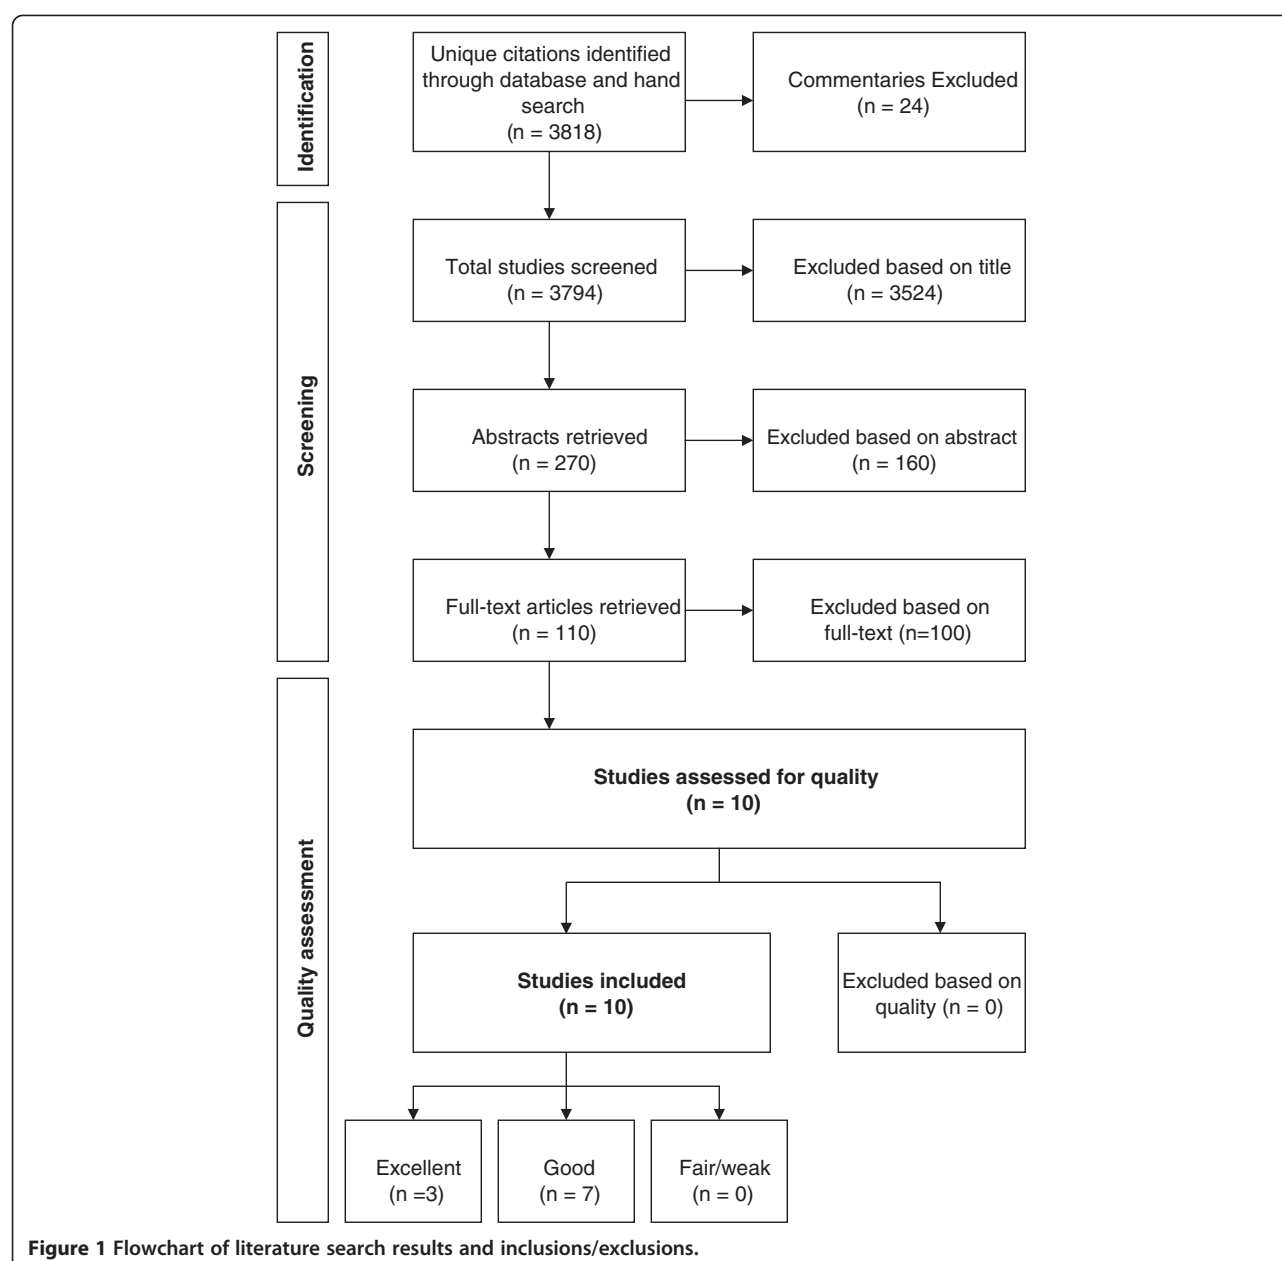 Identification
Unique citations identified
through database and hand
search
(n = 3818)
Commentaries Excluded
(n = 24)
Screening
Total studies screened
(n = 3794)
Excluded based on title
(n = 3524)
Abstracts retrieved
(n = 270)
Excluded based on abstract
(n = 160)
Full-text articles retrieved
(n = 110)
Excluded based on
full-text (n=100)
Quality assessment
Studies assessed for quality
(n = 10)
Studies included
(n = 10)
Excluded based on
quality (n = 0)
Excellent
(n =3)
Good
(n = 7)
Fair/weak
(n = 0)
Figure 1 Flowchart of literature search results and inclusions/exclusions.